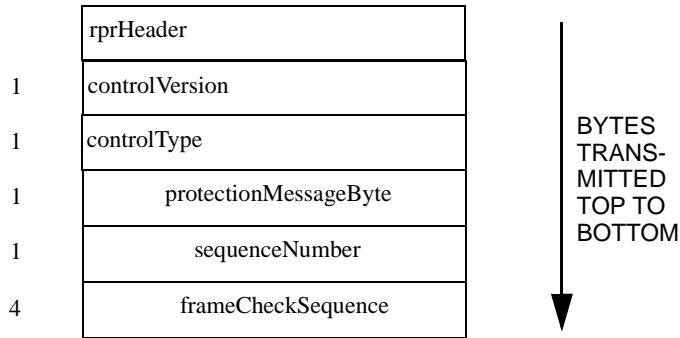 rprHeader
1 controlVersion
1 controlType
1 protectionMessageByte
1 sequenceNumber
4 frameCheckSequence
BYTES
TRANS-
MITTED
TOP TO
BOTTOM